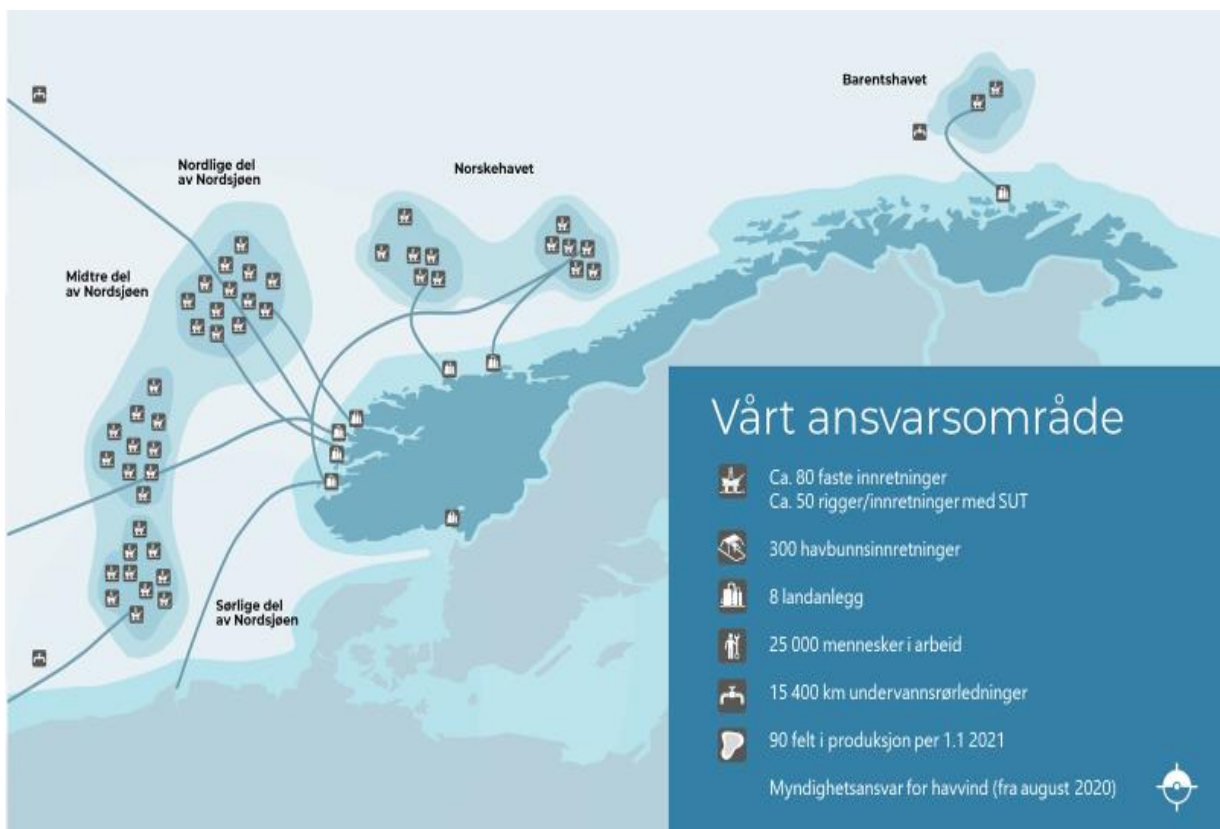 Barentshavet
Nordlige del
av Nordsjøen
Norskehavet
Midtre del
av Nordsjøen
Sørlige del
av Nordsjøen
Vårt ansvarsområde
Ca. 80 faste innretninger
Ca. 50 rigger/innretninger med SUT
300 havbunnsinnretninger
8 landanlegg
25 000 mennesker i arbeid
15 400 km undervannsrørledninger
90 felt i produksjon per 1.1 2021
Myndighetsansvar for havvind (fra august 2020)